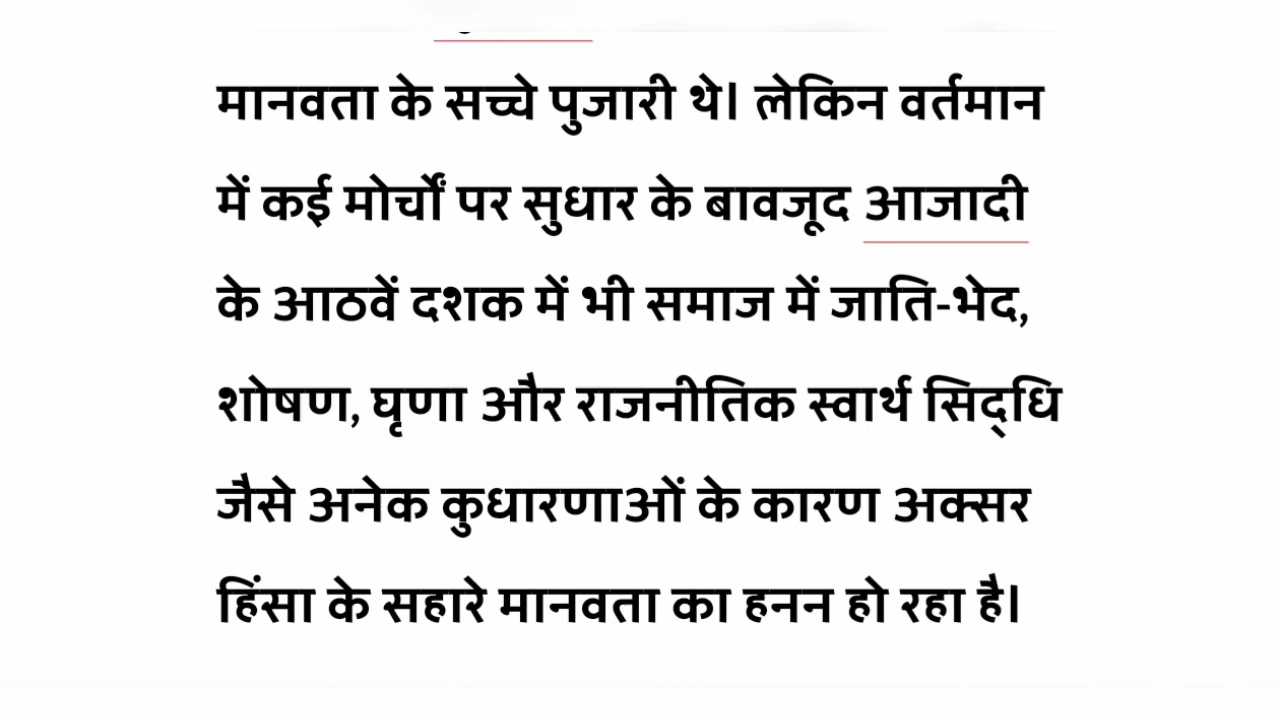 मानवता के सच्चे पुजारी थे। लेकिन वर्तमान
में कई मोर्चों पर सुधार के बावजूद आजादी
के आठवें दशक में भी समाज में जाति-भेद,
शोषण, घृणा और राजनीतिक स्वार्थ सिद्‌धि
जैसे अनेक कुधारणाओं के कारण अक्सर
हिंसा के सहारे मानवता का हनन हो रहा है।